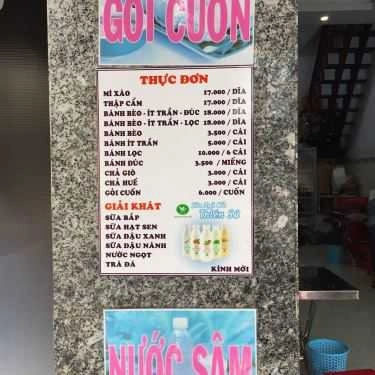 GỎI CUỐN
THỰC ĐƠN
MÌ XÀO 17.000 / DĨA
THẬP CẨM 17.000 / DĨA
BÁNH BÈO - ÍT TRẦN - ĐÚC 18.000 / DĨA
BÁNH BÈO - ÍT TRẦN - LỌC 18.000 / DĨA
BÁNH BÈO 3.500 / CÁI
BÁNH ÍT TRẦN 5.000 / CÁI
BÁNH LỌC 10.000 / 6 CÁI
BÁNH ĐÚC 3.500 / MIẾNG
CHẢ GIÒ 3.000 / CÁI
CHẢ HUẾ 3.000 / CÁI
GỎI CUỐN 6.000 / CUỐN
GIẢI KHÁT
SỮA BẮP
SỮA HẠT SEN
SỮA ĐẬU XANH
SỮA ĐẬU NÀNH
NƯỚC NGỌT
TRÀ ĐÁ
Thiên Sứ
KÍNH MỜI
NƯỚC SÂM